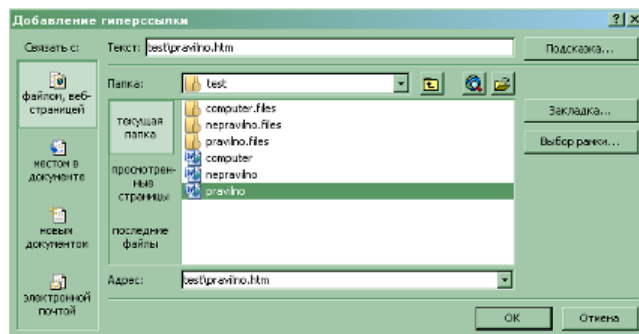 Добавление гиперссылки
Связать с:
Текст: test\pravilno.htm
Подсказка...
файлом, веб-
страницей
Папка: test
текущая
папка
computer.files
nepravilno.files
pravilno.files
computer
nepravilno
pravilno
Закладка...
Выбор рамки...
местом в
документе
просмотрен-
ные
страницы
новым
документом
последние
файлы
электронной
почтой
Адрес: test\pravilno.htm
ОК
Отмена